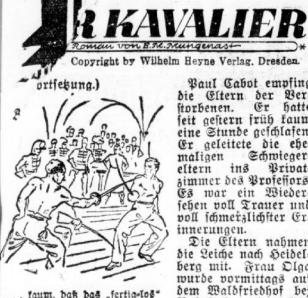 R KAVALIER
Roman von E. M. Mungenast
Copyright by Wilhelm Heyne Verlag, Dresden.
ortsetzung.)
Paul Cabot empfing
die Eltern der Ver
storbenen. Er hatte
seit gestern früh kaum
eine Stunde geschlafen.
Er geleitete die ehe
maligen Schwieger
eltern ins Privat
zimmer des Professors.
Es war ein Wieder
sehen voll Trauer und
voll schmerzlichster Er
innerungen.
Die Eltern nahmen
die Leiche nach Heidel
berg mit. Frau Olga
wurde vormittags auf
dem Waldfriedhof be
kaum, daß das „fertig=los"